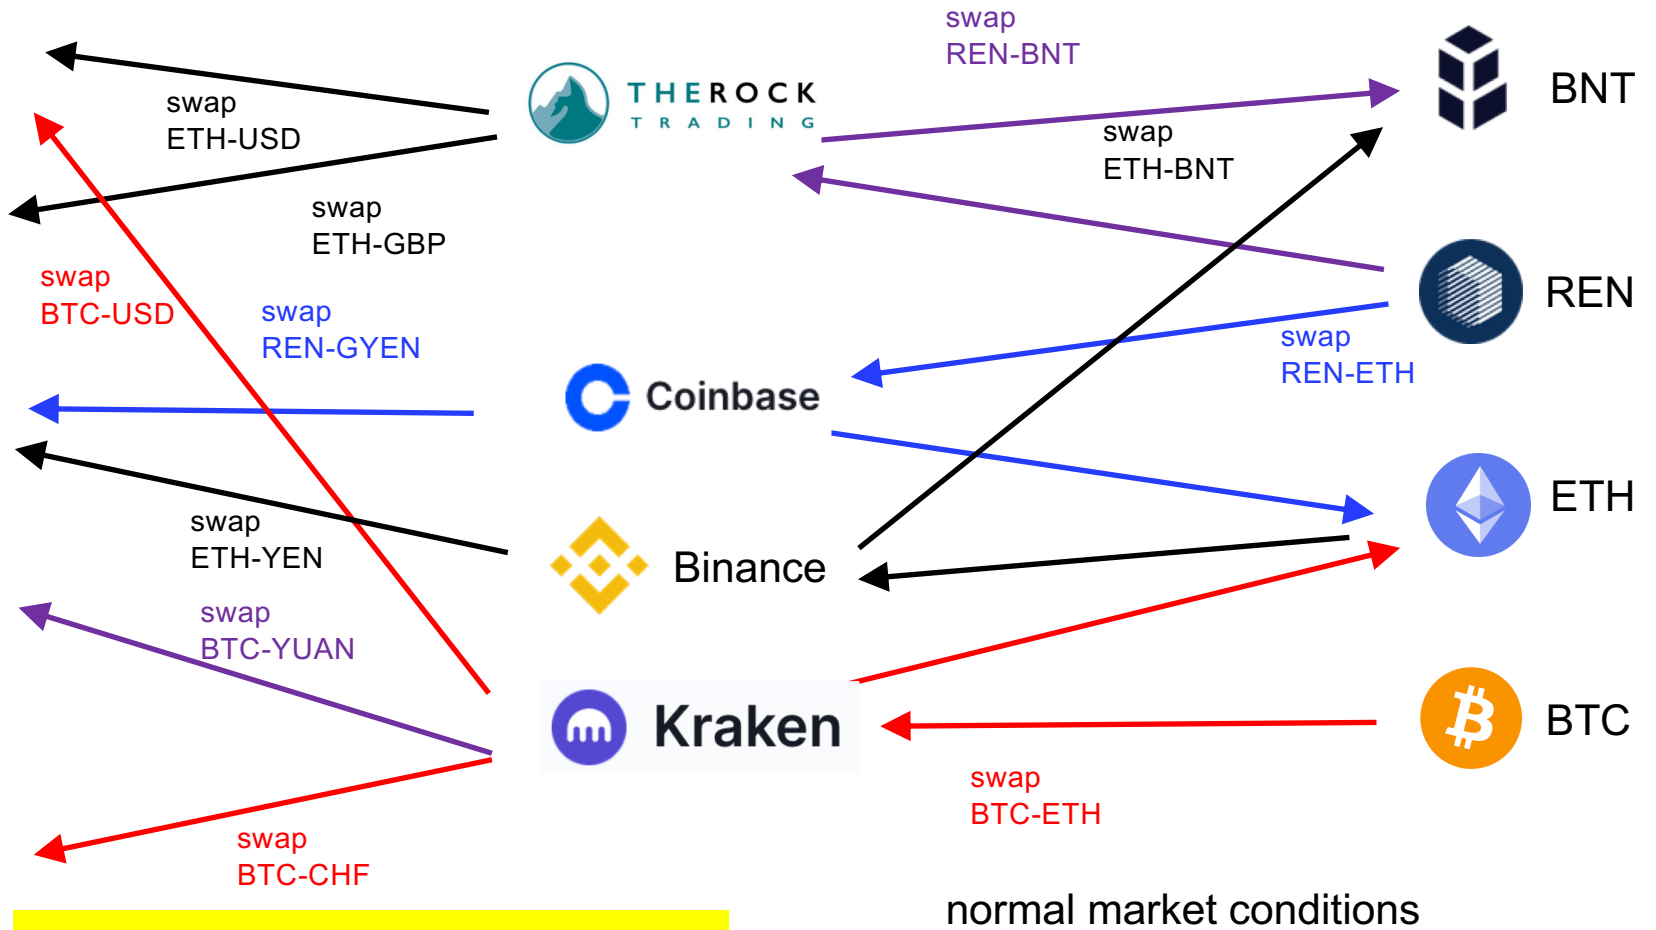 swap
REN-BNT
BNT
THEROCK
TRADING
swap
ETH-USD
swap
ETH-BNT
swap
ETH-GBP
swap
BTC-USD
REN
swap
REN-GYEN
swap
REN-ETH
Coinbase
ETH
swap
ETH-YEN
Binance
swap
BTC-YUAN
Kraken
BTC
swap
BTC-ETH
swap
BTC-CHF
normal market conditions